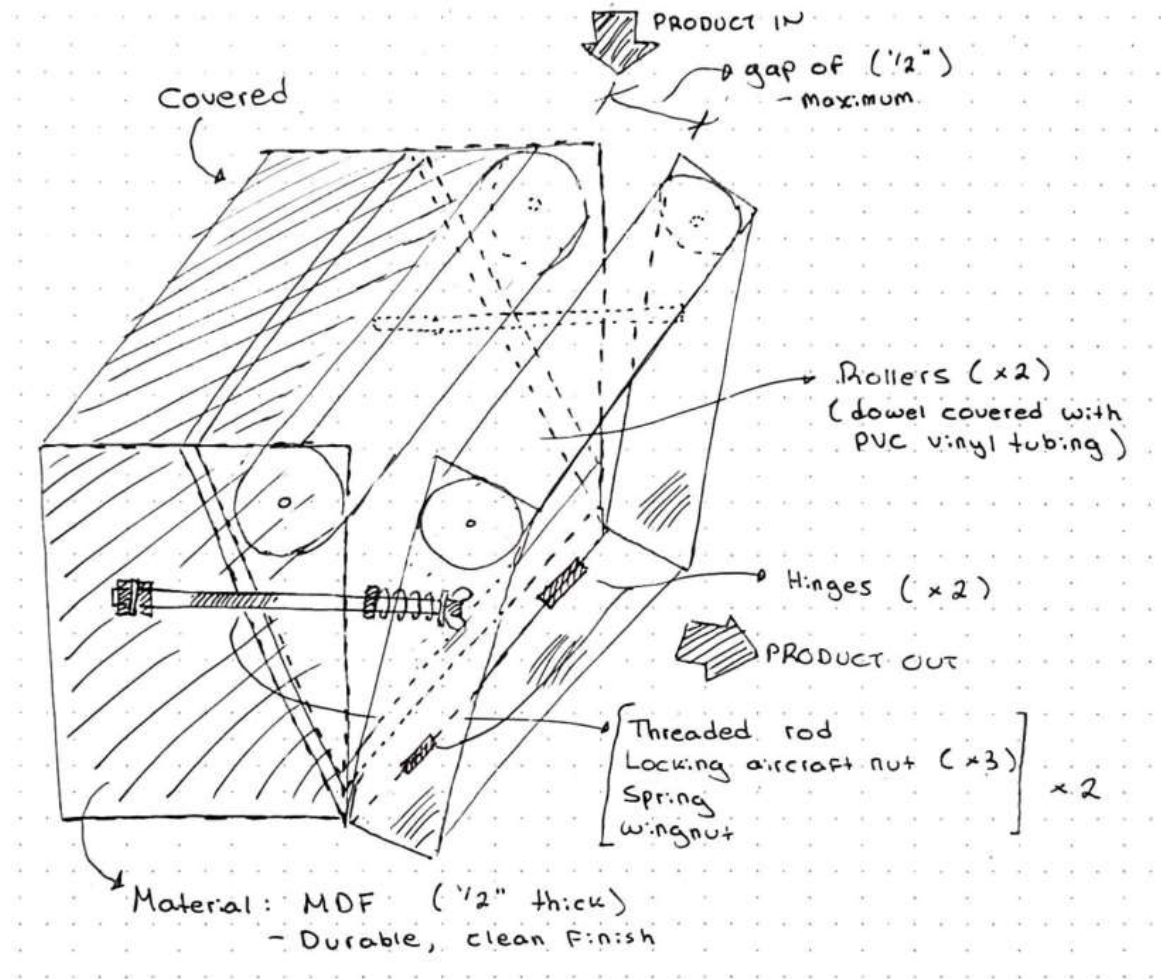 PRODUCT IN
gap of (1/2")
- maximum
Covered
Rollers (x2)
(dowel covered with
PVC vinyl tubing)
Hinges (x2)
PRODUCT OUT
Threaded rod
Locking aircraft nut (x3)
Spring
wingnut
x2
Material: MDF (1/2" thick)
- Durable, clean Finish